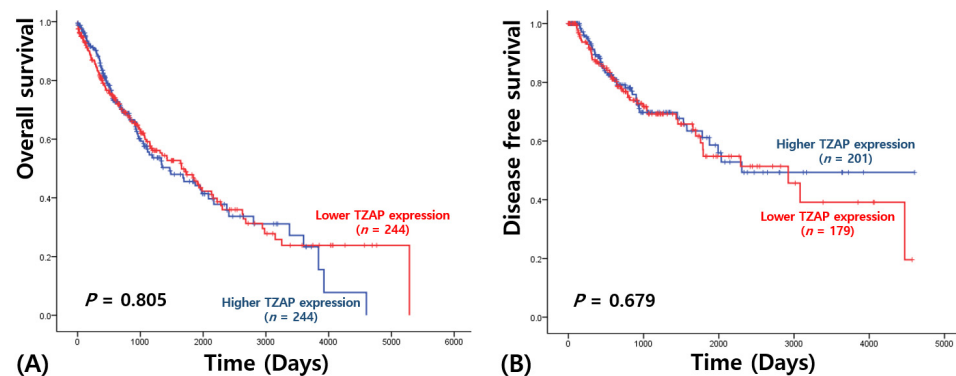 Overall survival
1.0
0.8
0.6
0.4
0.2
0.0
Lower TZAP expression
(n = 244)
Higher TZAP expression
(n = 244)
P = 0.805
0
1000
2000
3000
4000
5000
6000
(A)
Time (Days)
Disease free survival
1.0
0.8
0.6
0.4
0.2
0.0
Higher TZAP expression
(n = 201)
Lower TZAP expression
(n = 179)
P = 0.679
0
1000
2000
3000
4000
5000
(B)
Time (Days)